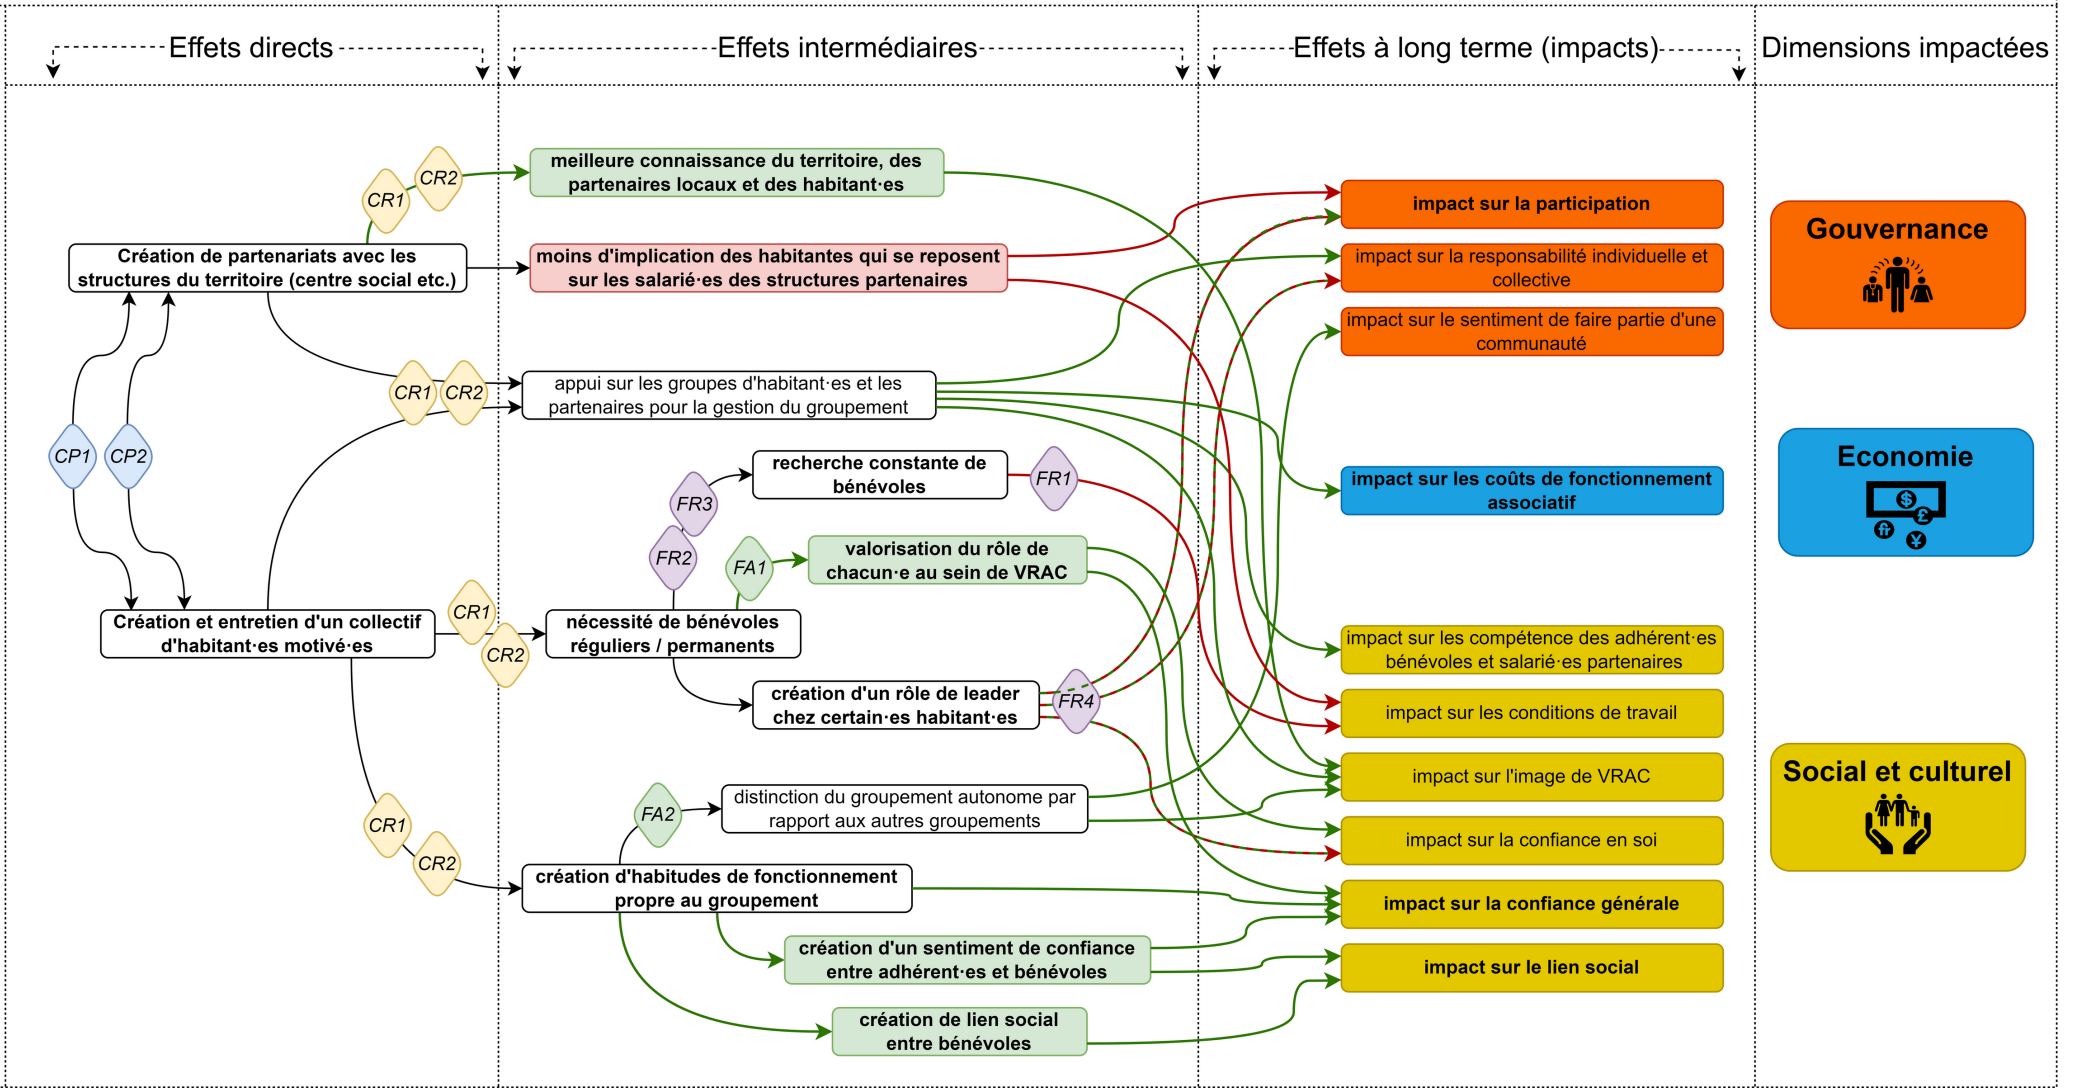 Effets directs
Effets intermédiaires
Effets à long terme (impacts)
Dimensions impactées
CR1
CR2
meilleure connaissance du territoire, des
partenaires locaux et des habitant·es
Création de partenariats avec les
structures du territoire (centre social etc.)
moins d'implication des habitantes qui se reposent
sur les salarié·es des structures partenaires
CR1
CR2
appui sur les groupes d'habitant·es et les
partenaires pour la gestion du groupement
CP1
CP2
recherche constante de
bénévoles
FR1
FR3
FR2
FA1
valorisation du rôle de
chacun·e au sein de VRAC
Création et entretien d'un collectif
d'habitant·es motivé·es
CR1
CR2
nécessité de bénévoles
réguliers / permanents
création d'un rôle de leader
chez certain·es habitant·es
FR4
CR1
CR2
FA2
distinction du groupement autonome par
rapport aux autres groupements
création d'habitudes de fonctionnement
propre au groupement
création d'un sentiment de confiance
entre adhérent·es et bénévoles
création de lien social
entre bénévoles
impact sur la participation
impact sur la responsabilité individuelle et
collective
impact sur le sentiment de faire partie d'une
communauté
impact sur les coûts de fonctionnement
associatif
impact sur les compétence des adhérent·es
bénévoles et salarié·es partenaires
impact sur les conditions de travail
impact sur l'image de VRAC
impact sur la confiance en soi
impact sur la confiance générale
impact sur le lien social
Gouvernance
Economie
Social et culturel